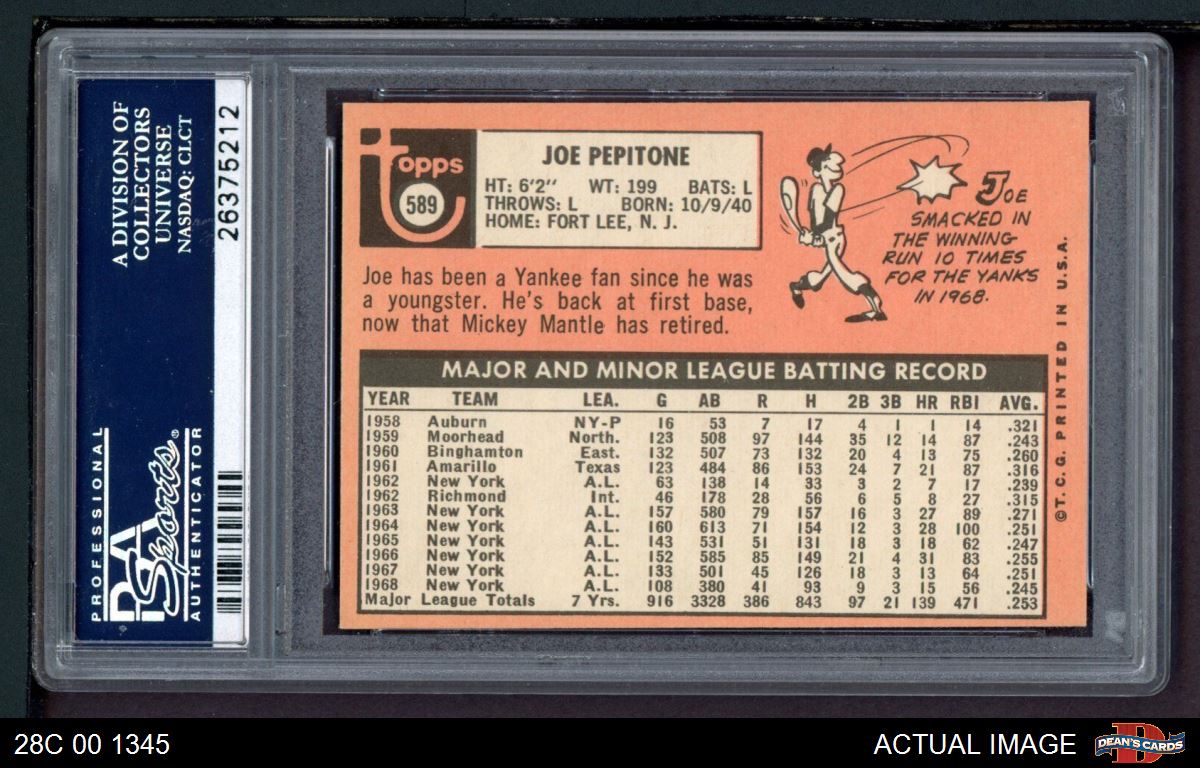 A DIVISION OF
COLLECTORS
UNIVERSE
NASDAQ: CLCT
26375212
PROFESSIONAL
PSA
Sports®
AUTHENTICATOR
topps
589
JOE PEPITONE
HT: 6'2" WT: 199 BATS: L
THROWS: L BORN: 10/9/40
HOME: FORT LEE, N. J.
JOE
SMACKED IN
THE WINNING
RUN 10 TIMES
FOR THE YANKS
IN 1968.
Joe has been a Yankee fan since he was
a youngster. He's back at first base,
now that Mickey Mantle has retired.
MAJOR AND MINOR LEAGUE BATTING RECORD
YEAR TEAM LEA. G AB R H 2B 3B HR RBI AVG.
1958 Auburn NY-P 16 53 7 17 4 1 1 14 .321
1959 Moorhead North. 123 508 97 144 35 12 14 87 .243
1960 Binghamton East. 132 507 73 132 20 4 13 75 .260
1961 Amarillo Texas 123 484 86 153 24 7 21 87 .316
1962 New York A.L. 63 138 14 33 3 2 7 17 .239
1962 Richmond Int. 46 178 28 56 6 5 8 27 .315
1963 New York A.L. 157 580 79 157 16 3 27 89 .271
1964 New York A.L. 60 613 71 154 12 3 28 100 .251
1965 New York A.L. 143 531 51 131 18 3 18 62 .247
1966 New York A.L. 152 585 85 149 21 4 31 83 .255
1967 New York A.L. 133 501 45 126 18 3 13 64 .251
1968 New York A.L. 108 380 41 93 9 3 15 56 .245
Major League Totals 7 Yrs. 916 3328 386 843 97 21 139 471 .253
©T. C. G. PRINTED IN U.S.A.
28C 00 1345
ACTUAL IMAGE
DEAN'S CARDS